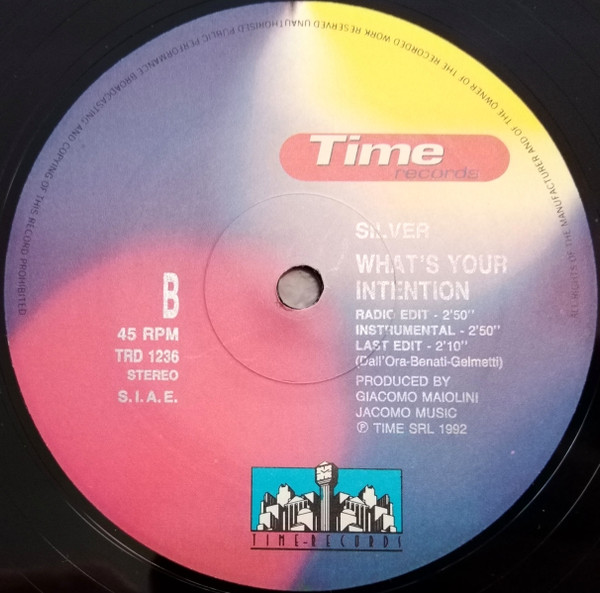 ALL RIGHTS OF THE MANUFACTURER AND OF THE OWNER OF THE RECORDED WORK RESERVED UNAUTHORISED PUBLIC PERFORMANCE BROADCASTING AND COPYING OF THIS RECORD PROHIBITED
Time
records
SILVER
WHAT'S YOUR
INTENTION
RADIO EDIT - 2'50''
INSTRUMENTAL - 2'50''
LAST EDIT - 2'10''
(Dall'Ora-Benati-Gelmetti)
PRODUCED BY
GIACOMO MAIOLINI
JACOMO MUSIC
℗ TIME SRL 1992
B
45 RPM
TRD 1236
STEREO
S.I.A.E.
TIME-RECORDS